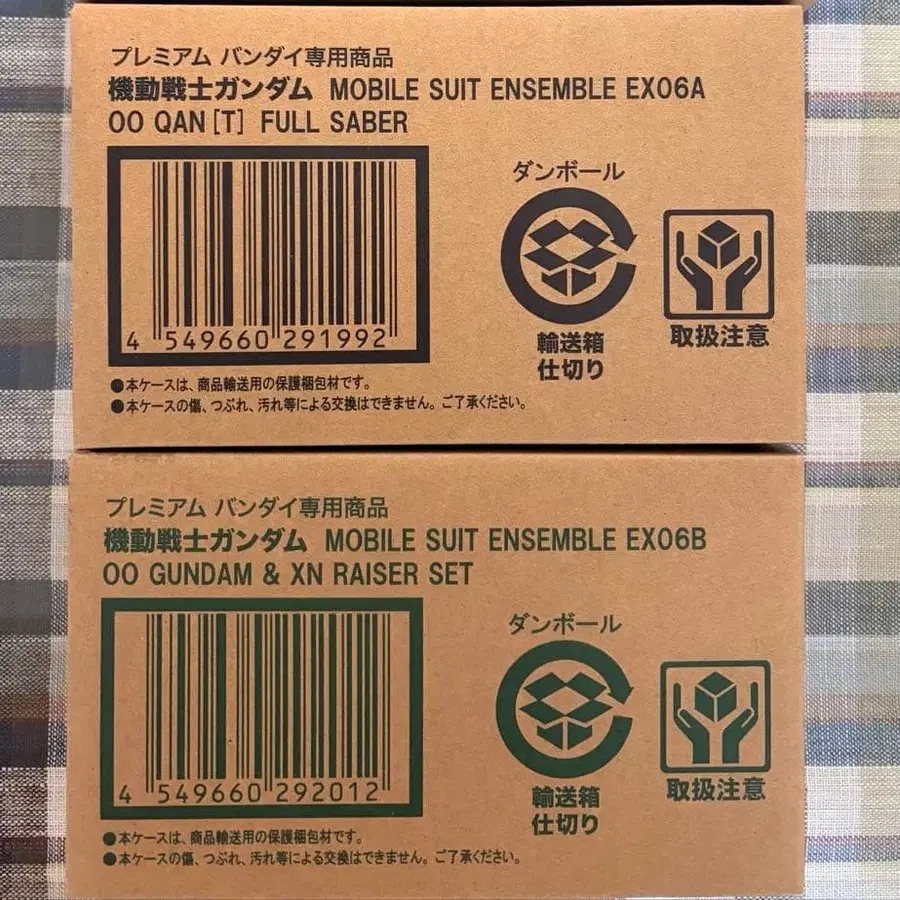 プレミアム バンダイ専用商品
機動戦士ガンダム MOBILE SUIT ENSEMBLE EX06A
OO QAN[T] FULL SABER
4 549660 291992
ダンボール
輸送箱
仕切り
取扱注意
●本ケースは、商品輸送用の保護梱包材です。
●本ケースの傷、つぶれ、汚れ等による交換はできません。ご了承ください。
プレミアム バンダイ専用商品
機動戦士ガンダム MOBILE SUIT ENSEMBLE EX06B
OO GUNDAM & XN RAISER SET
4 549660 292012
ダンボール
輸送箱
仕切り
取扱注意
●本ケースは、商品輸送用の保護梱包材です。
●本ケースの傷、つぶれ、汚れ等による交換はできません。ご了承ください。